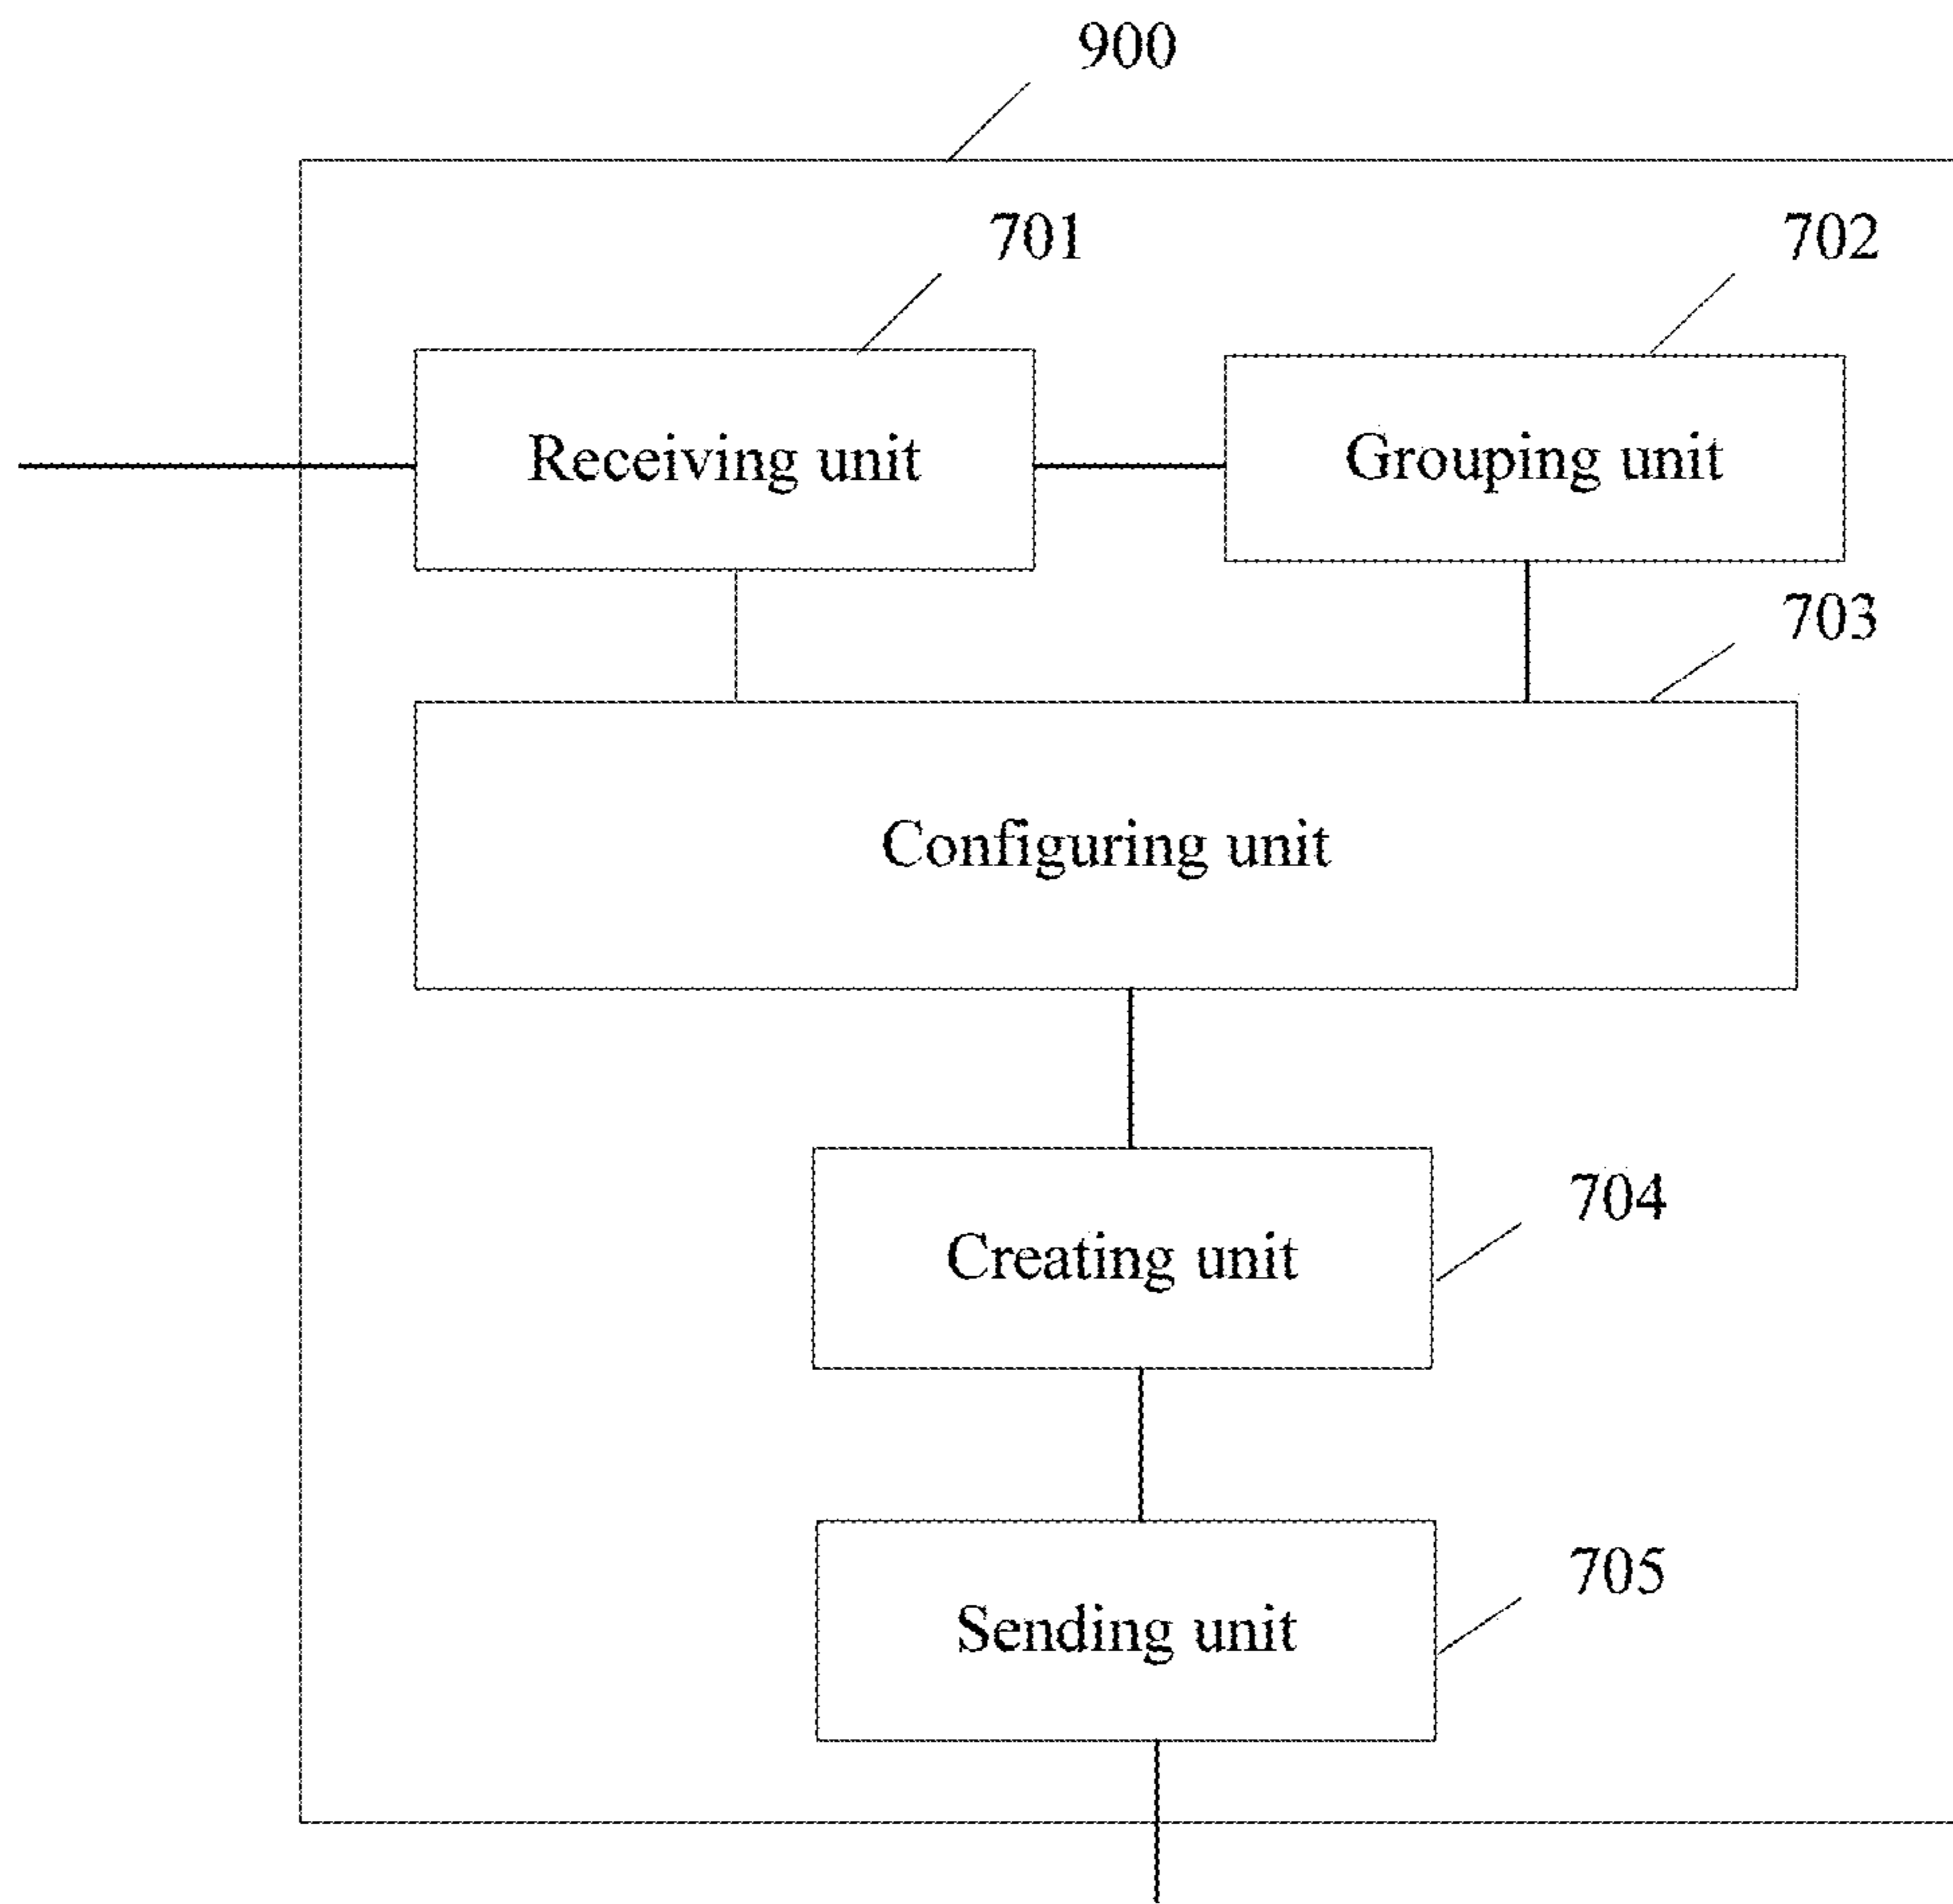 900
701
702
Receiving unit
Grouping unit
703
Configuring unit
704
Creating unit
705
Sending unit